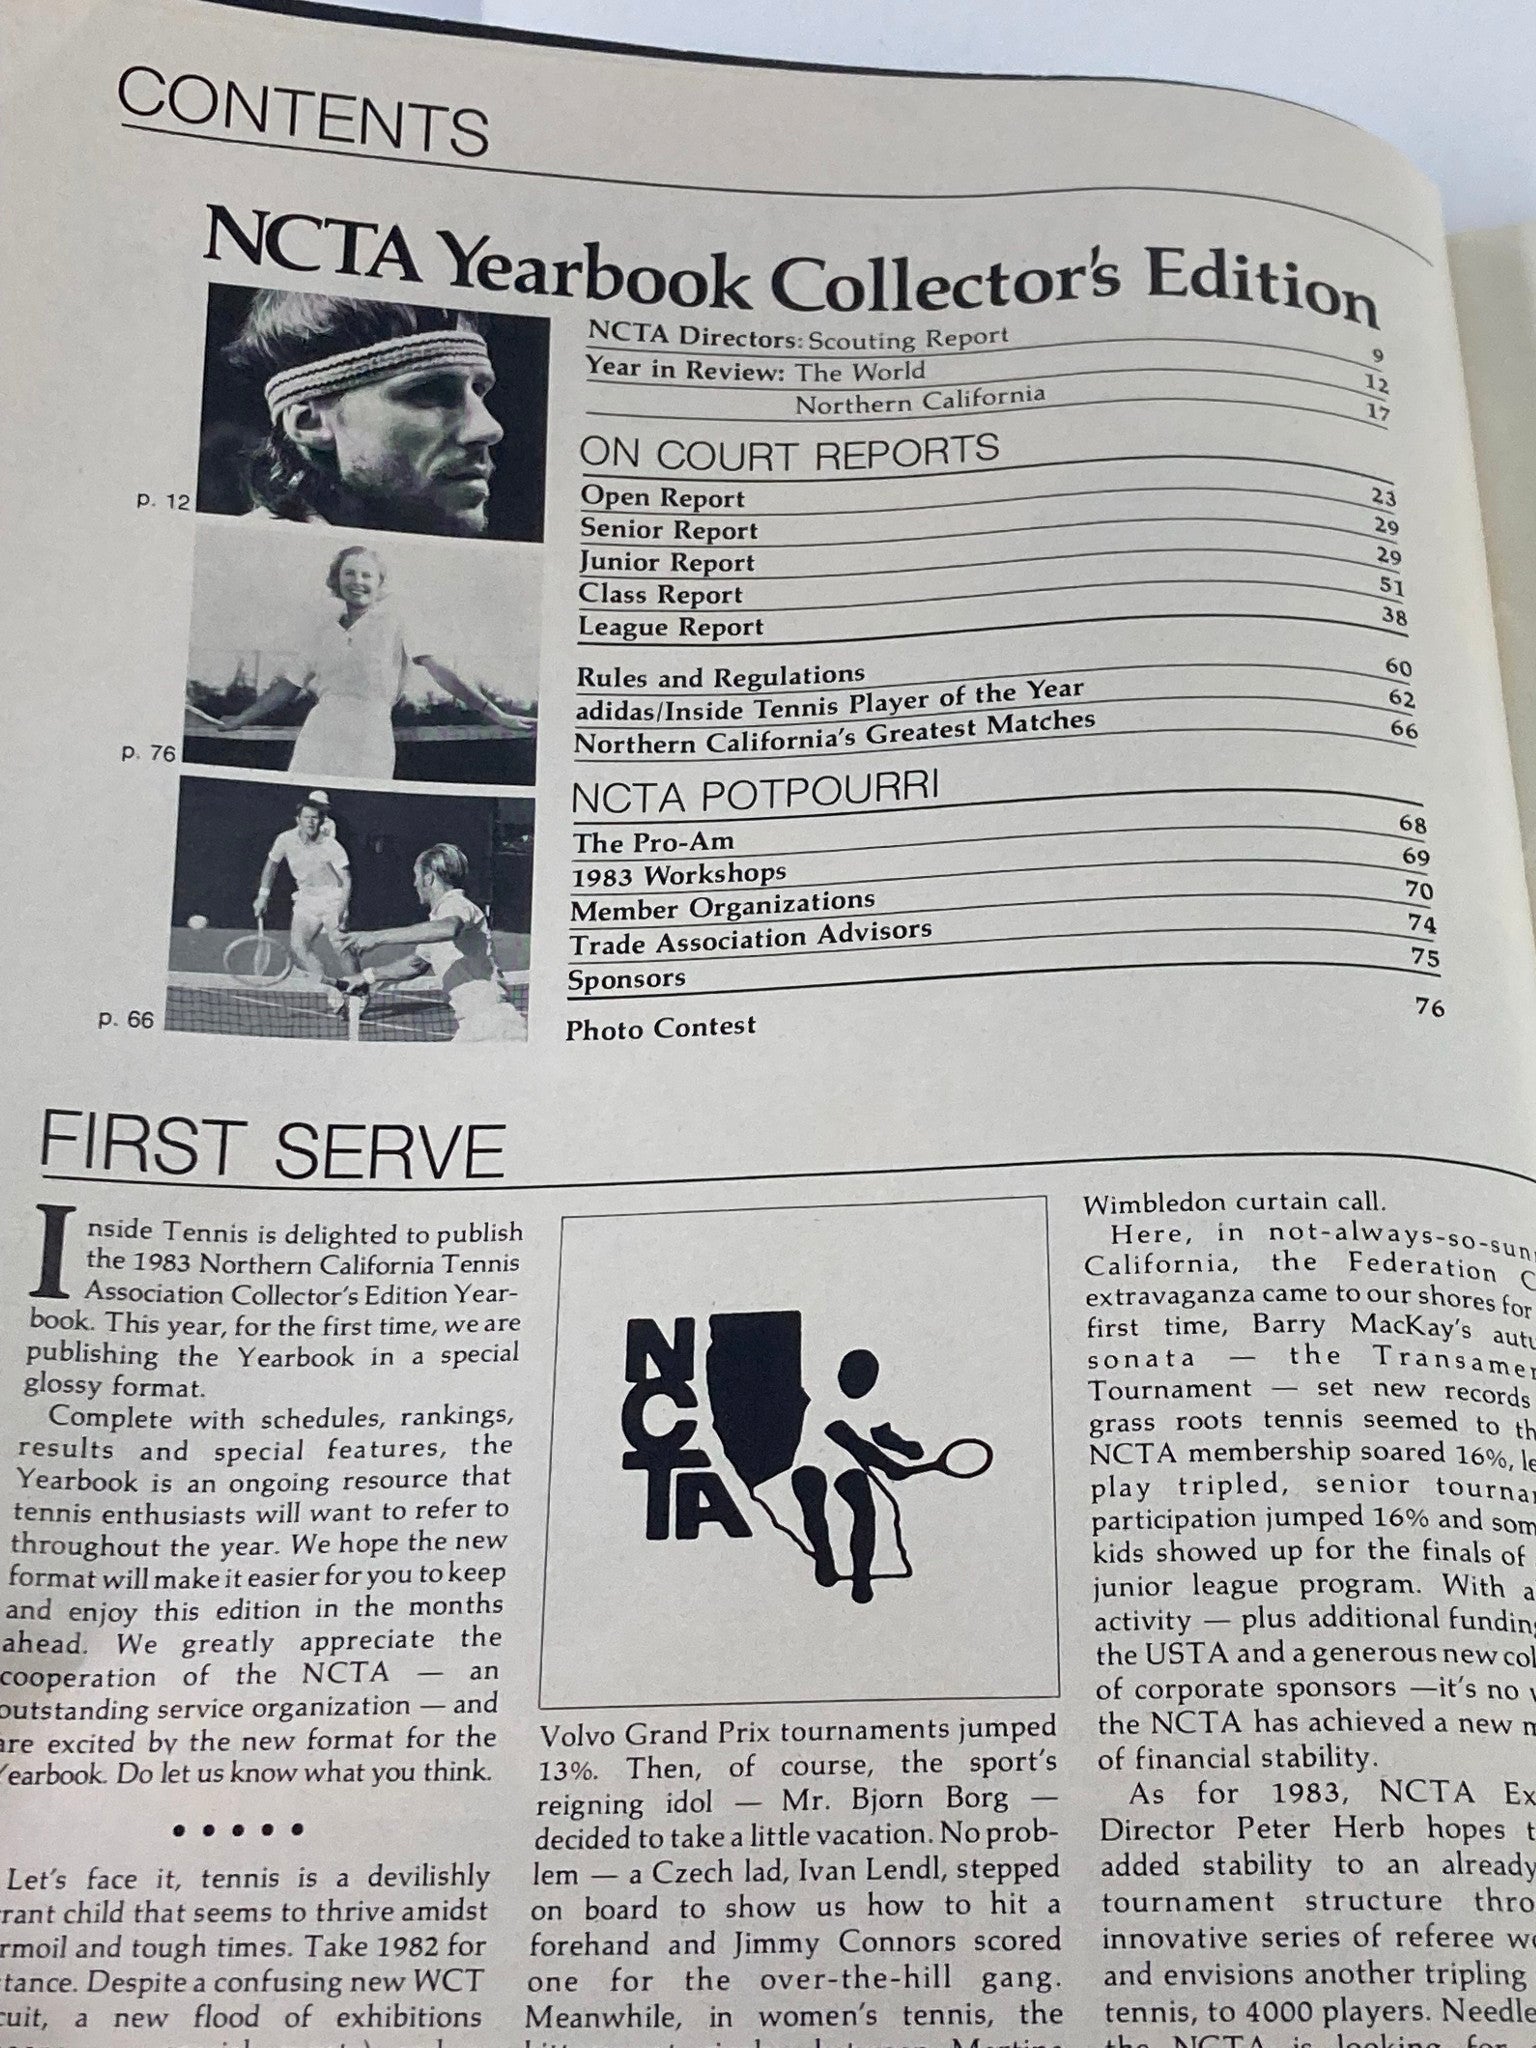 CONTENTS
NCTA Yearbook Collector's Edition
NCTA Directors: Scouting Report 9
Year in Review: The World 12
Northern California 17
ON COURT REPORTS
Open Report 23
Senior Report 29
Junior Report 29
Class Report 51
League Report 38
Rules and Regulations 60
adidas/Inside Tennis Player of the Year 62
Northern California's Greatest Matches 66
NCTA POTPOURRI
The Pro-Am 68
1983 Workshops 69
Member Organizations 70
Trade Association Advisors 74
Sponsors 75
Photo Contest 76
p. 12
p. 76
p. 66
FIRST SERVE
Inside Tennis is delighted to publish
the 1983 Northern California Tennis
Association Collector's Edition Year-
book. This year, for the first time, we are
publishing the Yearbook in a special
glossy format.
Complete with schedules, rankings,
results and special features, the
Yearbook is an ongoing resource that
tennis enthusiasts will want to refer to
throughout the year. We hope the new
format will make it easier for you to keep
and enjoy this edition in the months
ahead. We greatly appreciate the
cooperation of the NCTA — an
outstanding service organization — and
are excited by the new format for the
Yearbook. Do let us know what you think.
• • • • •
Let's face it, tennis is a devilishly
child that seems to thrive amidst
and tough times. Take 1982 for
Despite a confusing new WCT
a new flood of exhibitions
NCTA
Volvo Grand Prix tournaments jumped
13%. Then, of course, the sport's
reigning idol — Mr. Bjorn Borg —
decided to take a little vacation. No prob-
lem — a Czech lad, Ivan Lendl, stepped
on board to show us how to hit a
forehand and Jimmy Connors scored
one for the over-the-hill gang.
Meanwhile, in women's tennis, the
Wimbledon curtain call.
Here, in not-always-so-sun
California, the Federation C
extravaganza came to our shores for
first time, Barry MacKay's autu
sonata — the Transamer
Tournament — set new records
grass roots tennis seemed to th
NCTA membership soared 16%, le
play tripled, senior tournar
participation jumped 16% and som
kids showed up for the finals of
junior league program. With a
activity — plus additional funding
the USTA and a generous new col
of corporate sponsors —it's no w
the NCTA has achieved a new m
of financial stability.
As for 1983, NCTA Ex
Director Peter Herb hopes t
added stability to an already
tournament structure thro
innovative series of referee wo
and envisions another tripling
tennis, to 4000 players. Needle
the NCTA is looking for